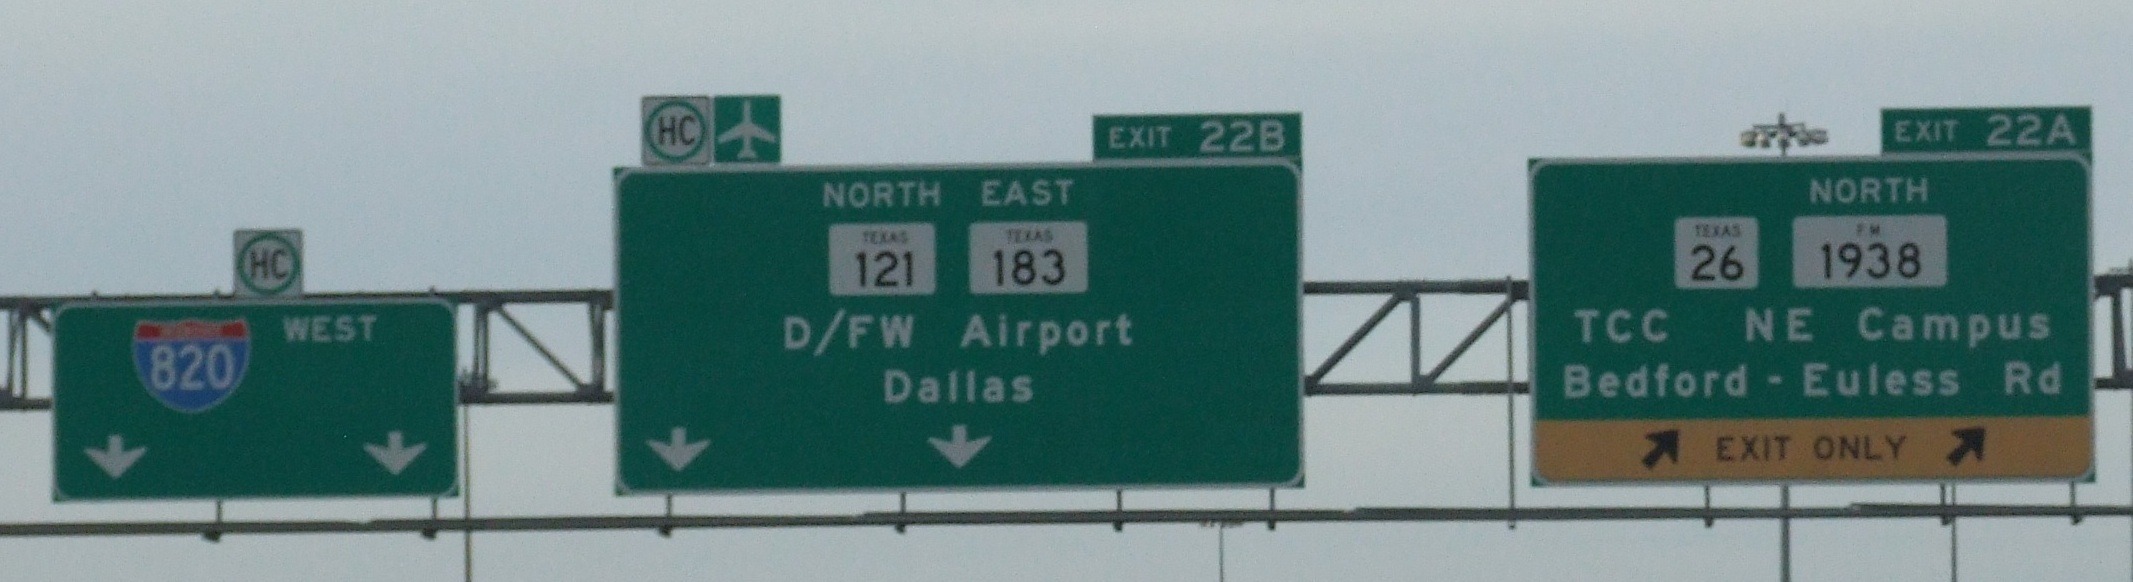 HC
WEST
820
HC
EXIT 22B
NORTH EAST
TEXAS TEXAS
121 183
D/FW Airport
Dallas
EXIT 22A
NORTH
TEXAS F.M.
26 1938
TCC NE Campus
Bedford - Euless Rd
EXIT ONLY